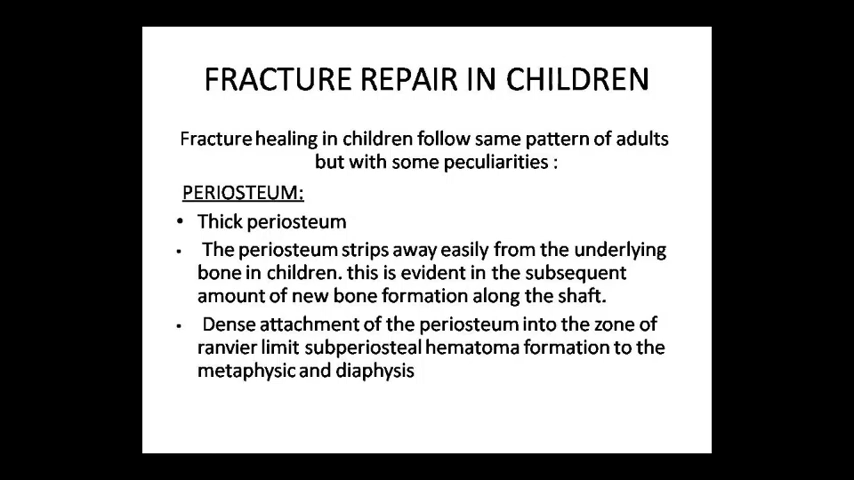 FRACTURE REPAIR IN CHILDREN
Fracture healing in children follow same pattern of adults
but with some peculiarities :
PERIOSTEUM:
• Thick periosteum
• The periosteum strips away easily from the underlying
bone in children. this is evident in the subsequent
amount of new bone formation along the shaft.
• Dense attachment of the periosteum into the zone of
ranvier limit subperiosteal hematoma formation to the
metaphysic and diaphysis